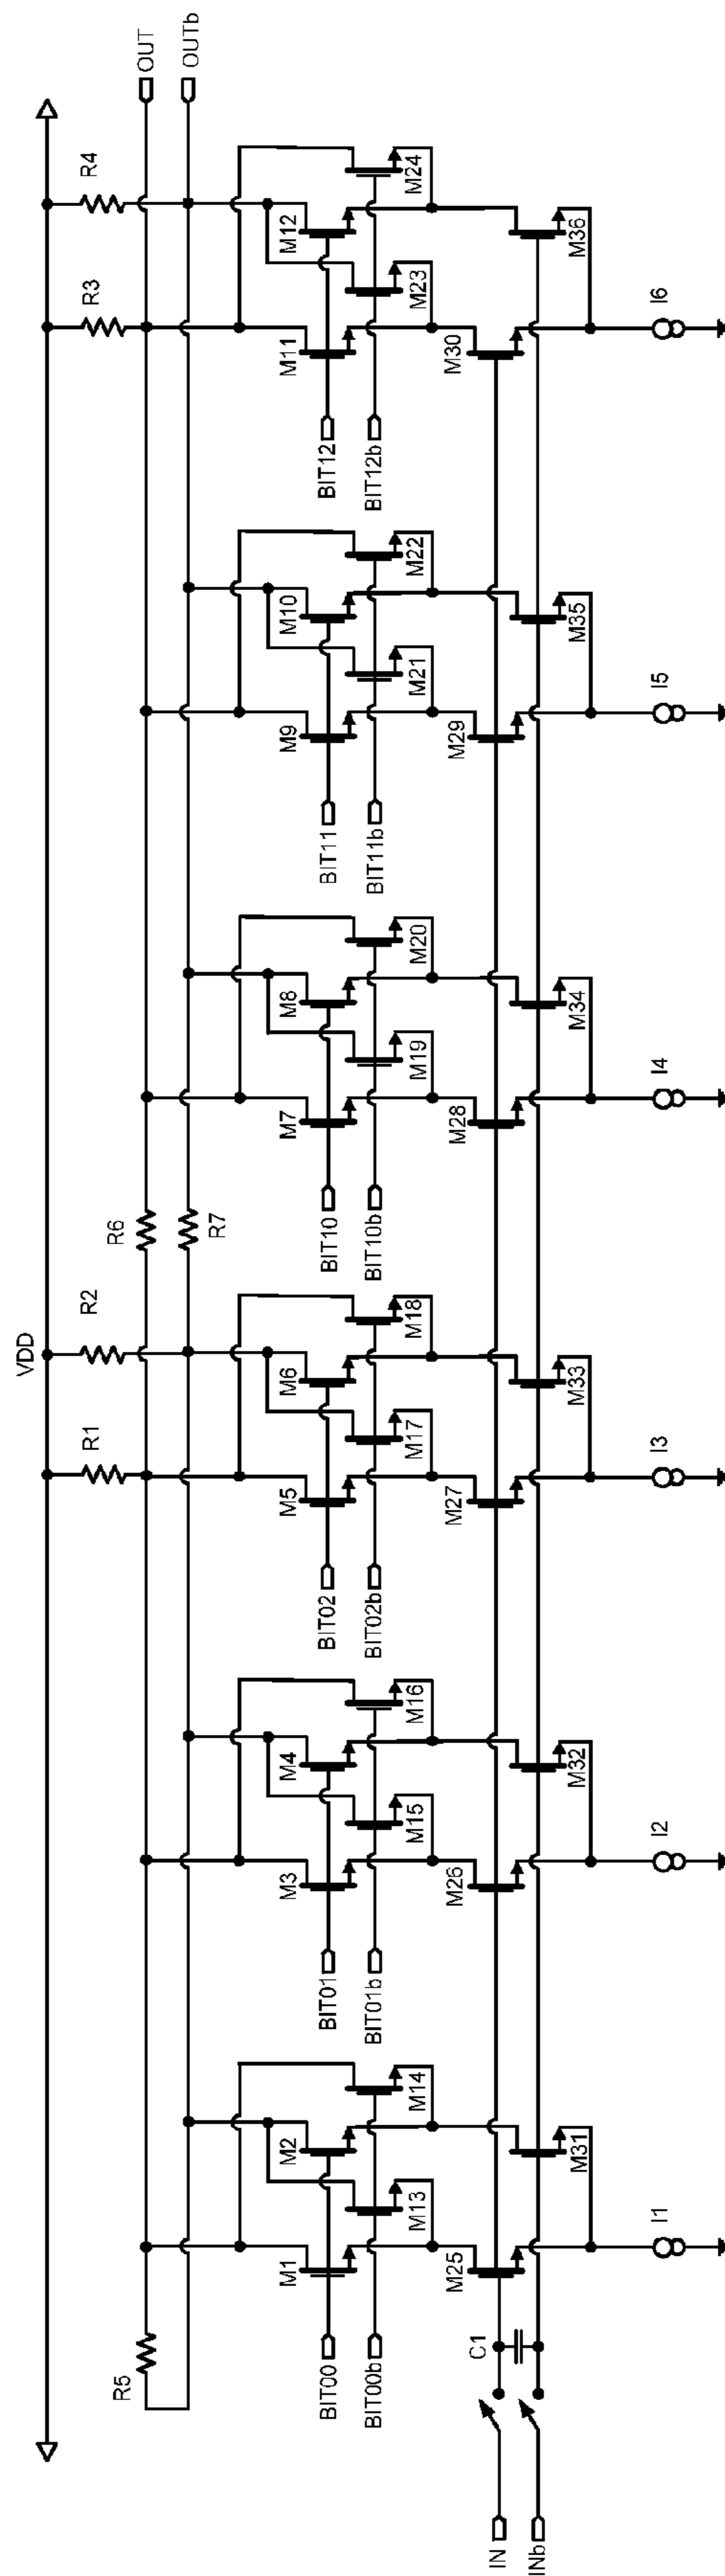 VDD
R1
R2
R3
R4
OUT
OUTb
R5
R6
R7
M1
M2
M3
M4
M5
M6
M7
M8
M9
M10
M11
M12
BIT00
BIT01
BIT02
BIT10
BIT11
BIT12
M13
M14
M15
M16
M17
M18
M19
M20
M21
M22
M23
M24
BIT00b
BIT01b
BIT02b
BIT10b
BIT11b
BIT12b
C1
M25
M26
M27
M28
M29
M30
IN
INb
M31
M32
M33
M34
M35
M36
I1
I2
I3
I4
I5
I6